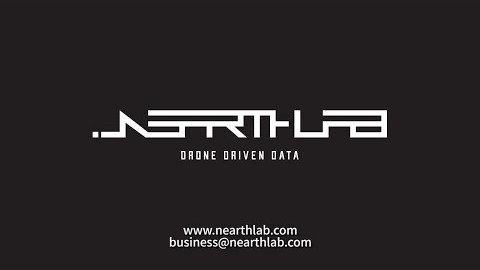 NEARTHLAB
DRONE DRIVEN DATA
www.nearthlab.com
business@nearthlab.com